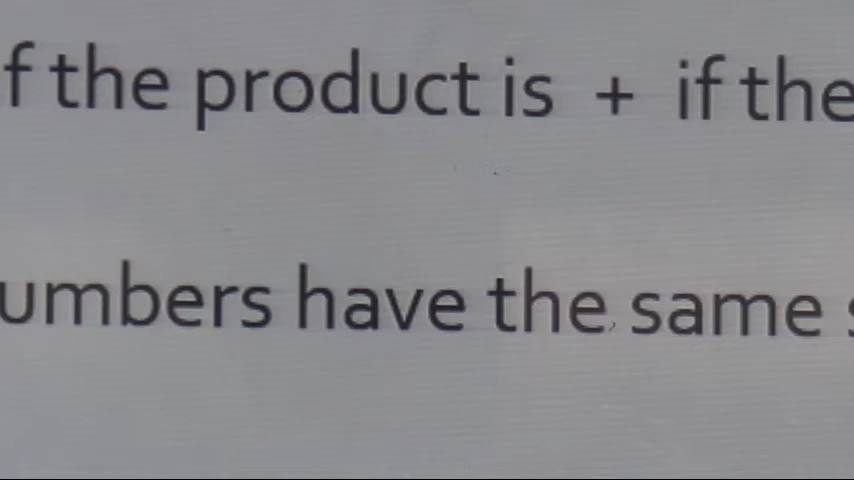 f the product is + if the
umbers have the same s